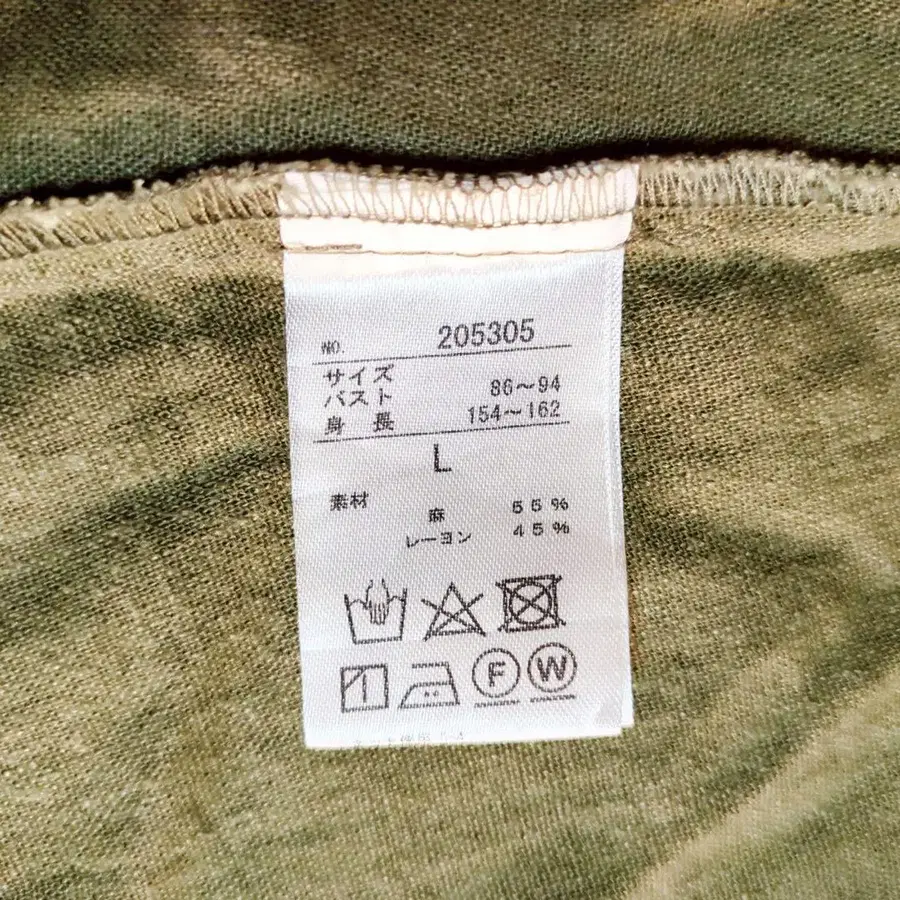 NO. 205305
サイズ
バスト 86～94
身長 154～162
L
素材
麻 55%
レーヨン 45%
F W